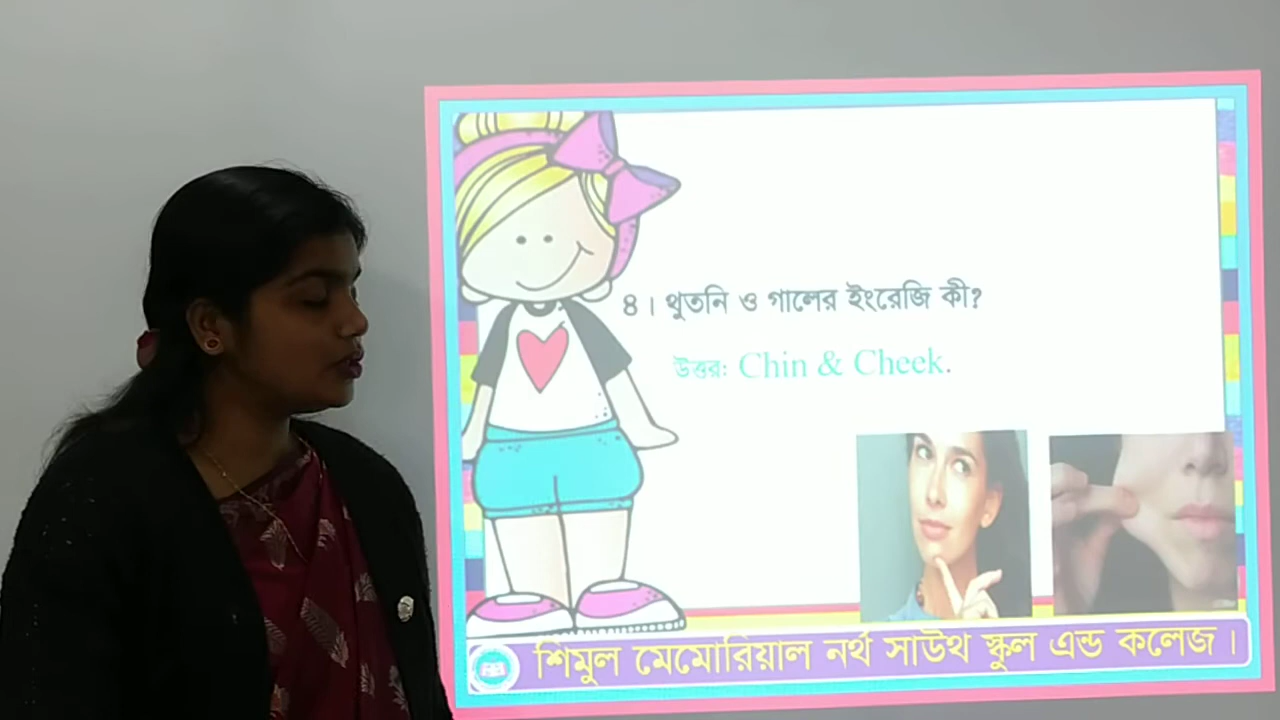 ৪। থুতনি ও গালের ইংরেজি কী?
উত্তর: Chin & Cheek.
শিমুল মেমোরিয়াল নর্থ সাউথ স্কুল এন্ড কলেজ।